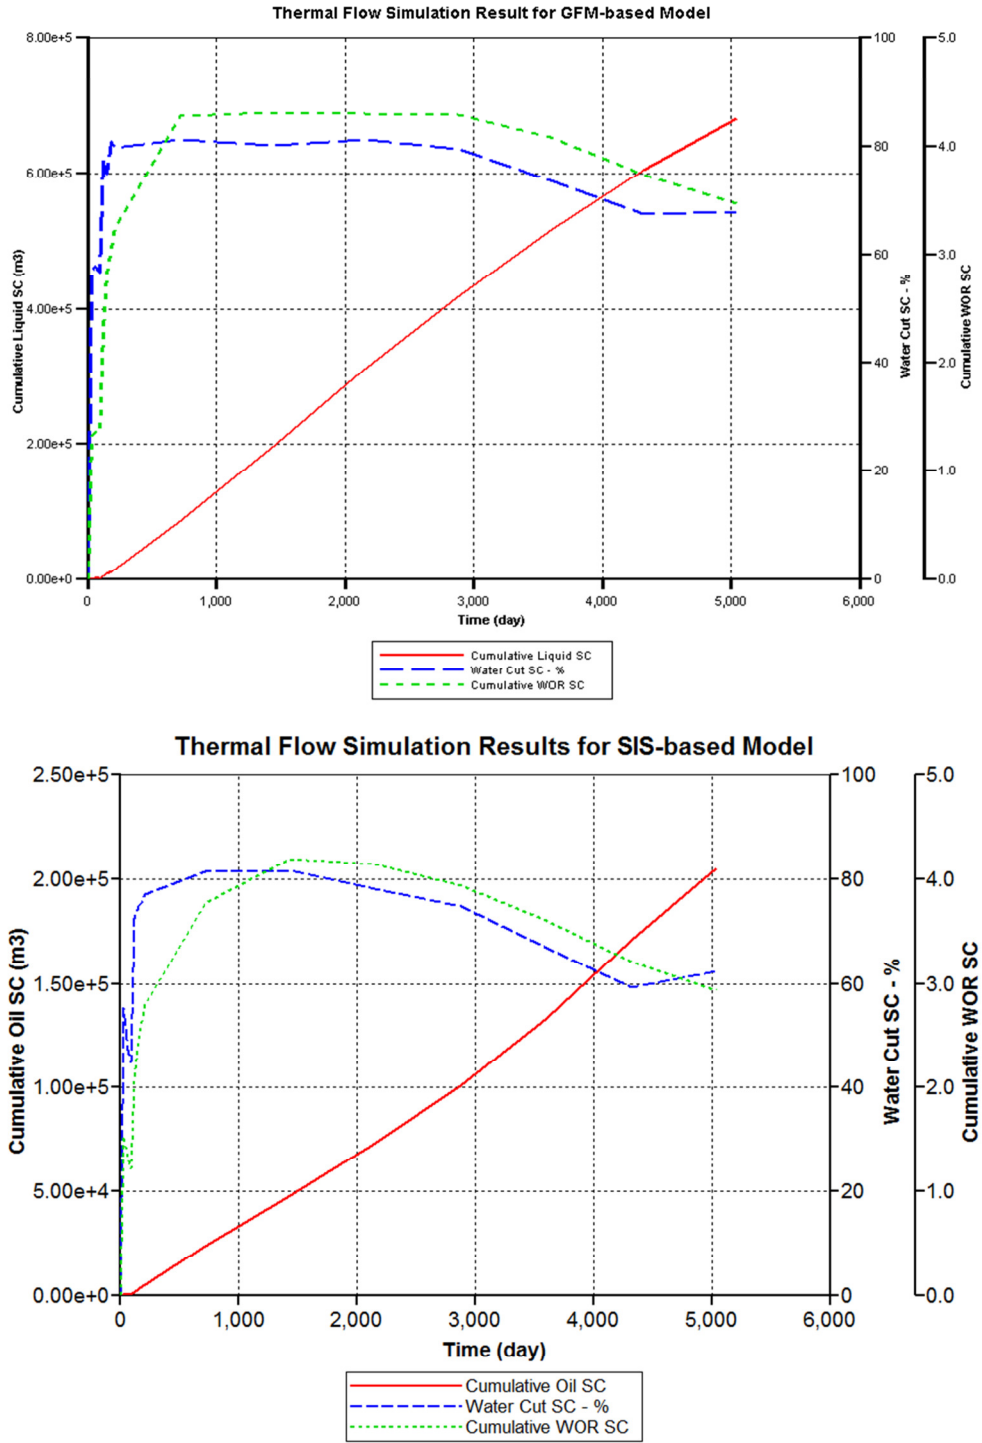 Thermal Flow Simulation Result for GFM-based Model
8.00e+5
6.00e+5
4.00e+5
2.00e+5
0.00e+0
Cumulative Liquid SC (m3)
0
1,000
2,000
3,000
4,000
5,000
6,000
Time (day)
100
80
60
40
20
0
Water Cut SC - %
5.0
4.0
3.0
2.0
1.0
0.0
Cumulative WOR SC
Cumulative Liquid SC
Water Cut SC - %
Cumulative WOR SC
Thermal Flow Simulation Results for SIS-based Model
2.50e+5
2.00e+5
1.50e+5
1.00e+5
5.00e+4
0.00e+0
Cumulative Oil SC (m3)
0
1,000
2,000
3,000
4,000
5,000
6,000
Time (day)
100
80
60
40
20
0
Water Cut SC - %
5.0
4.0
3.0
2.0
1.0
0.0
Cumulative WOR SC
Cumulative Oil SC
Water Cut SC - %
Cumulative WOR SC